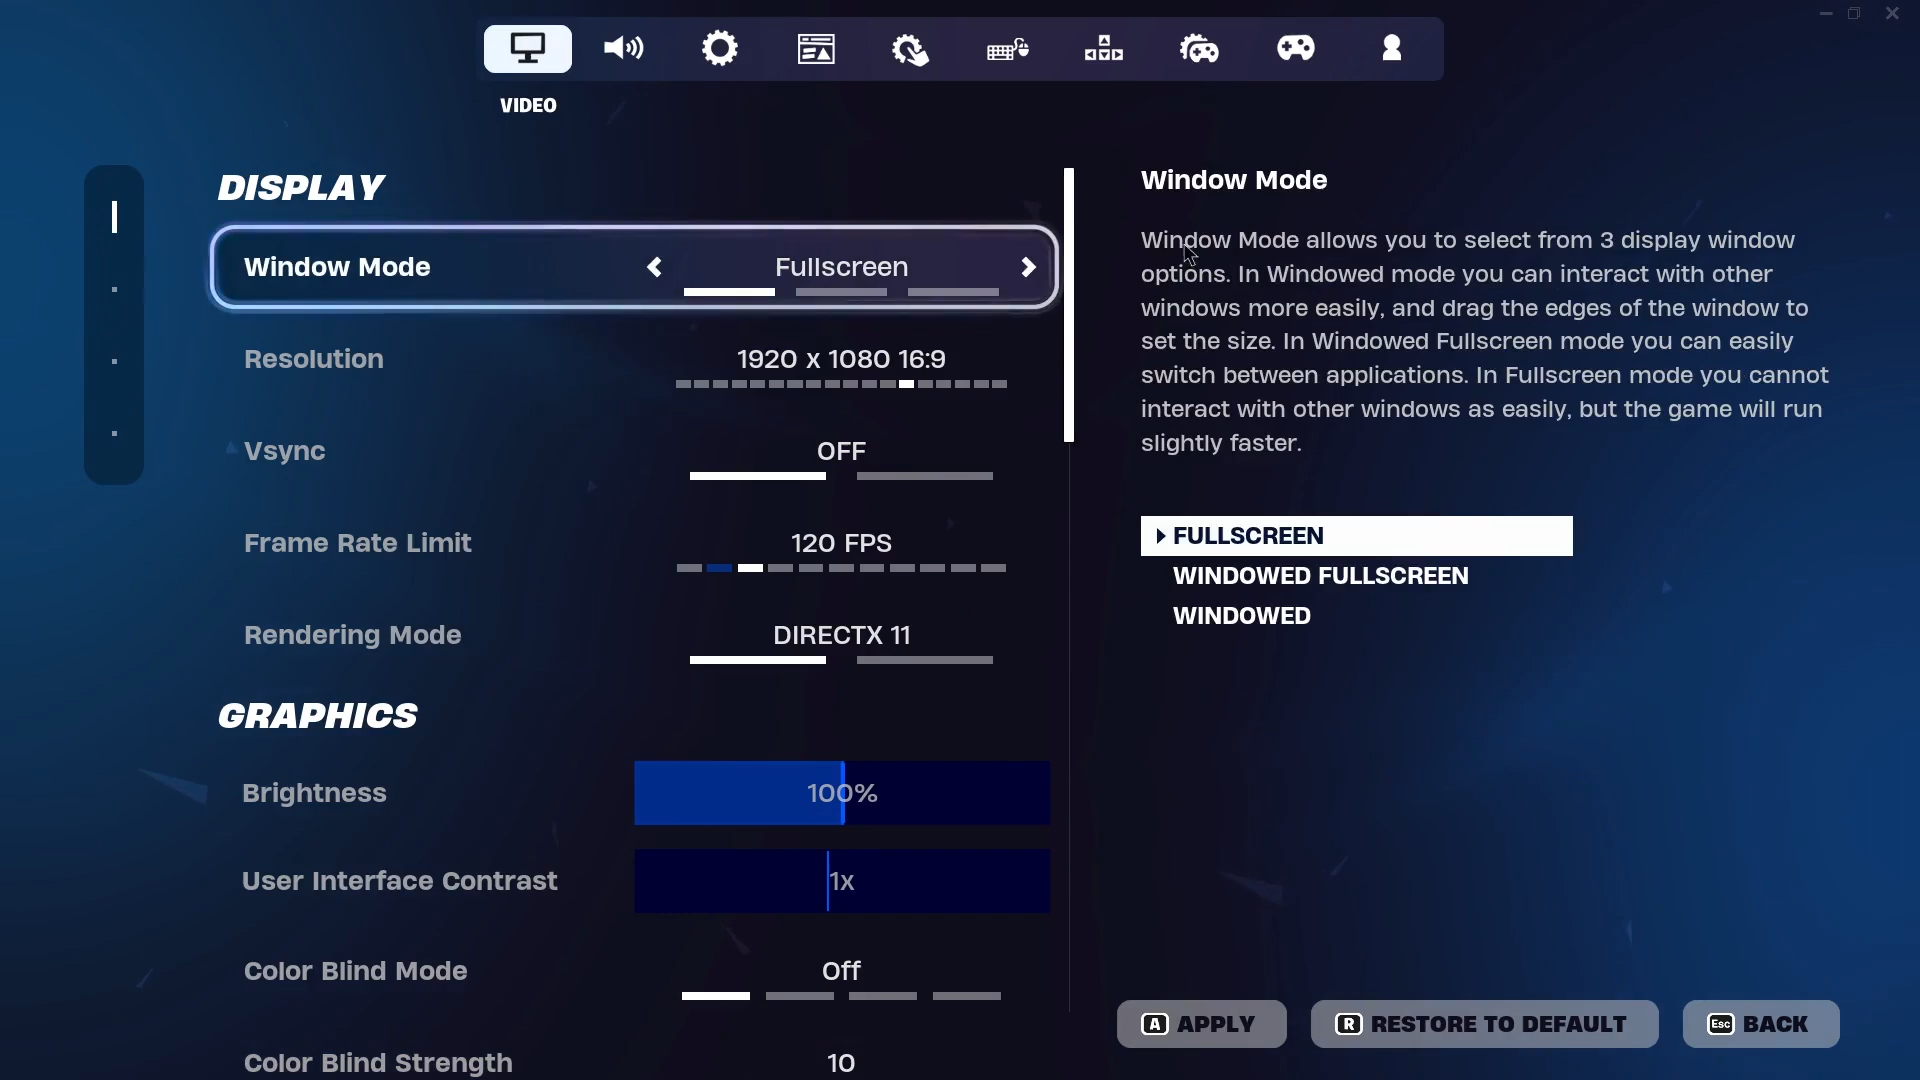 VIDEO
DISPLAY
Window Mode
Fullscreen
Resolution
1920 x 1080 16:9
Vsync
OFF
Frame Rate Limit
120 FPS
Rendering Mode
DIRECTX 11
GRAPHICS
Brightness
100%
User Interface Contrast
1x
Color Blind Mode
Off
Color Blind Strength
10
Window Mode
Window Mode allows you to select from 3 display window
options. In Windowed mode you can interact with other
windows more easily, and drag the edges of the window to
set the size. In Windowed Fullscreen mode you can easily
switch between applications. In Fullscreen mode you cannot
interact with other windows as easily, but the game will run
slightly faster.
FULLSCREEN
WINDOWED FULLSCREEN
WINDOWED
A APPLY
R RESTORE TO DEFAULT
Esc BACK